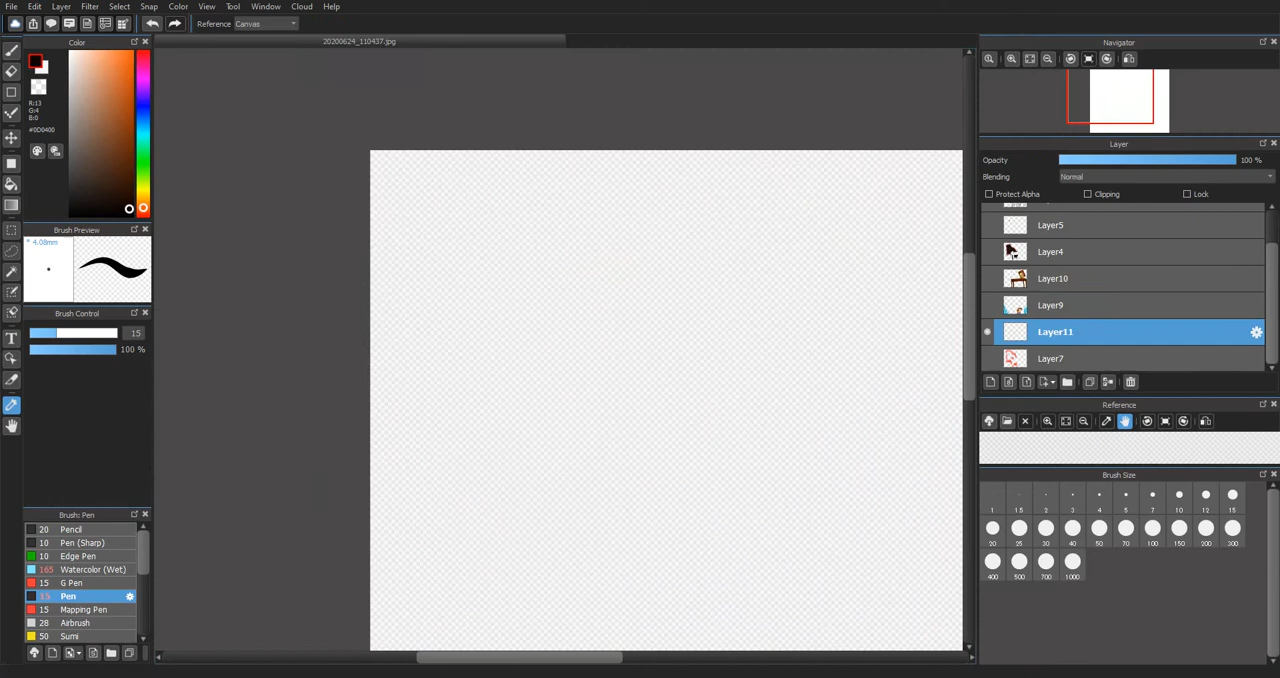 File Edit Layer Filter Select Snap Color View Tool Window Cloud Help
Reference Canvas
20200624_110437.jpg
Color
R:13
G:4
B:0
#0D0400
Brush Preview
* 4.08mm
Brush Control
15
100 %
Brush: Pen
20 Pencil
10 Pen (Sharp)
10 Edge Pen
165 Watercolor (Wet)
15 G Pen
15 Pen
15 Mapping Pen
28 Airbrush
50 Sumi
Navigator
Layer
Opacity 100 %
Blending Normal
Protect Alpha Clipping Lock
Layer5
Layer4
Layer10
Layer9
Layer11
Layer7
Reference
Brush Size
1 1.5 2 3 4 5 7 10 12 15
20 25 30 40 50 70 100 150 200 300
400 500 700 1000